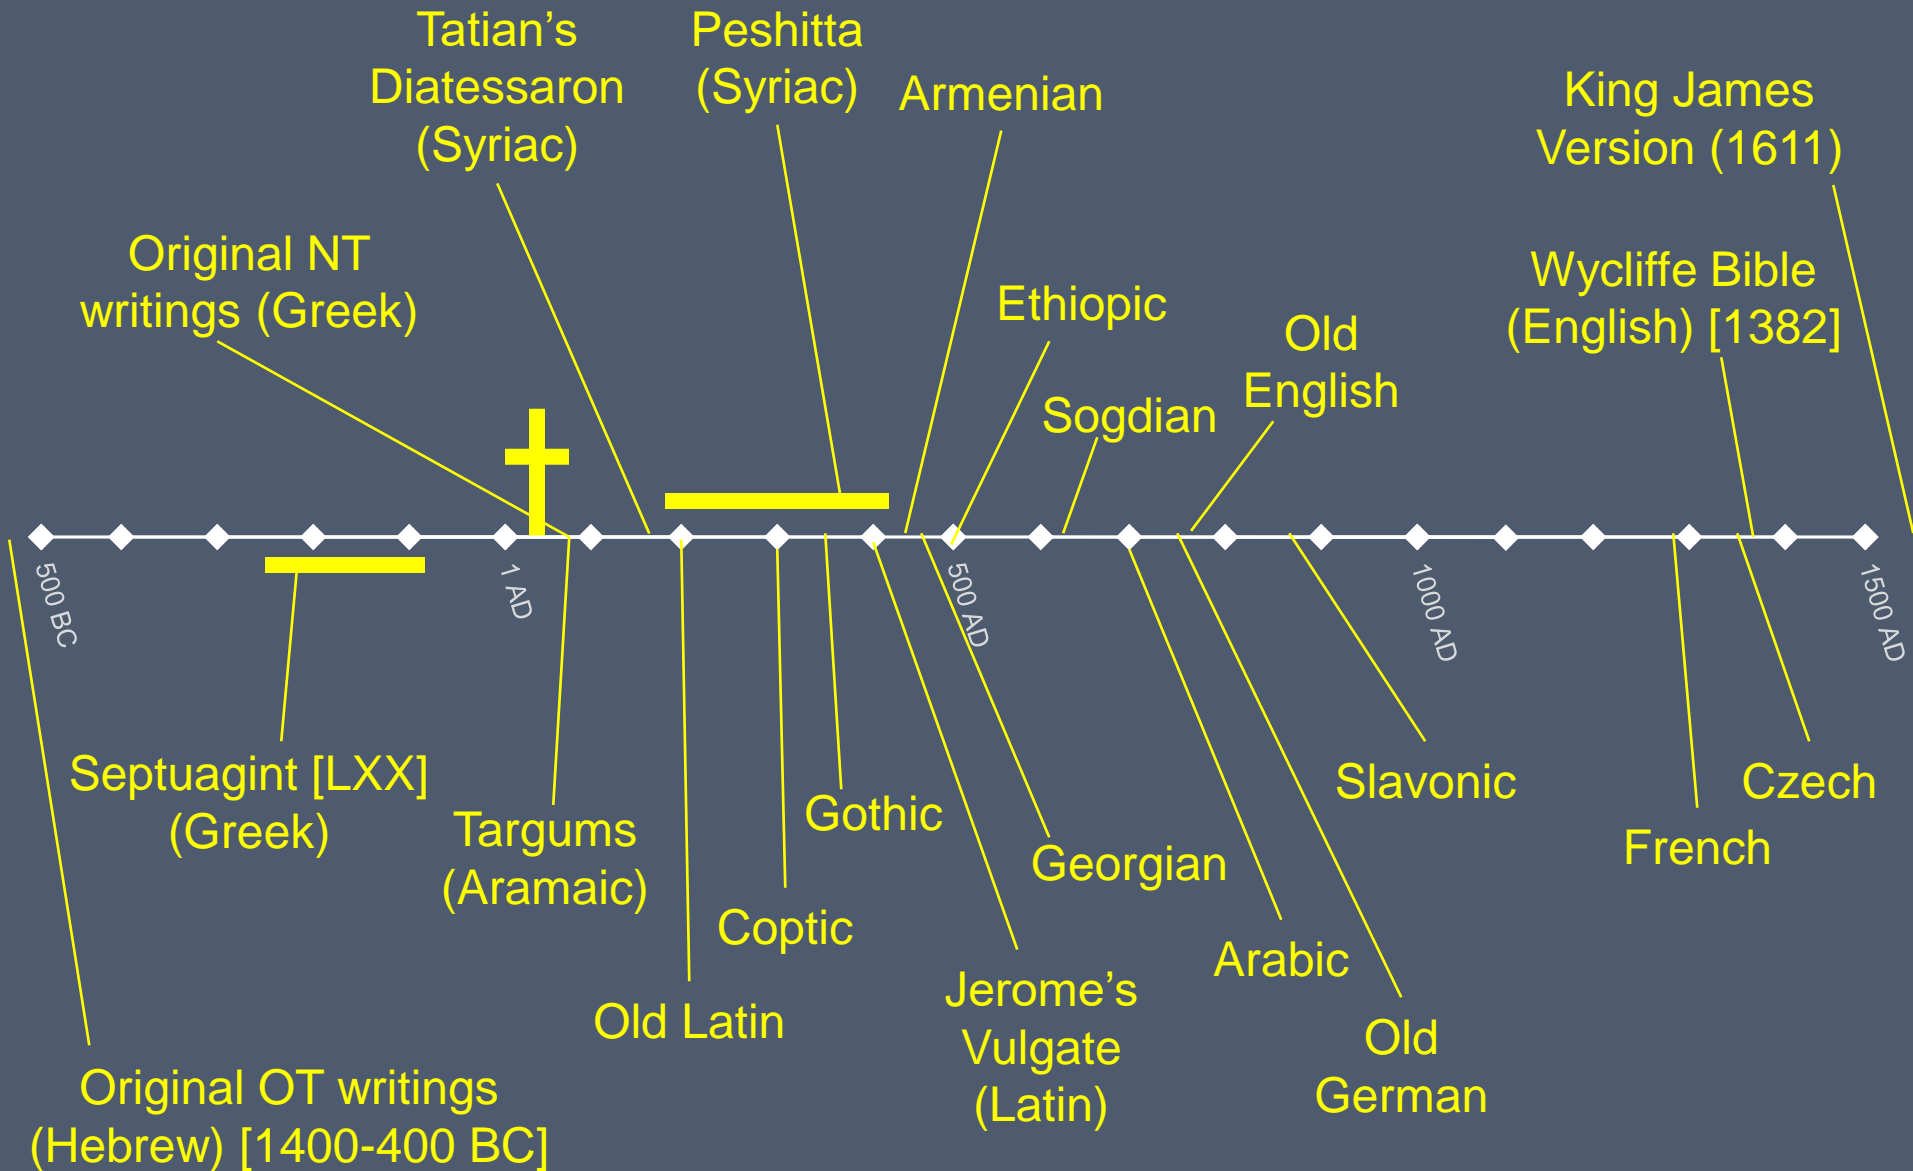 Tatian’s
Diatessaron
(Syriac)
Peshitta
(Syriac)
Armenian
King James
Version (1611)
Original NT
writings (Greek)
Ethiopic
Old
English
Wycliffe Bible
(English) [1382]
Sogdian
500 BC
1 AD
500 AD
1000 AD
1500 AD
Septuagint [LXX]
(Greek)
Targums
(Aramaic)
Gothic
Georgian
Slavonic
Czech
French
Coptic
Arabic
Old Latin
Jerome’s
Vulgate
(Latin)
Old
German
Original OT writings
(Hebrew) [1400-400 BC]